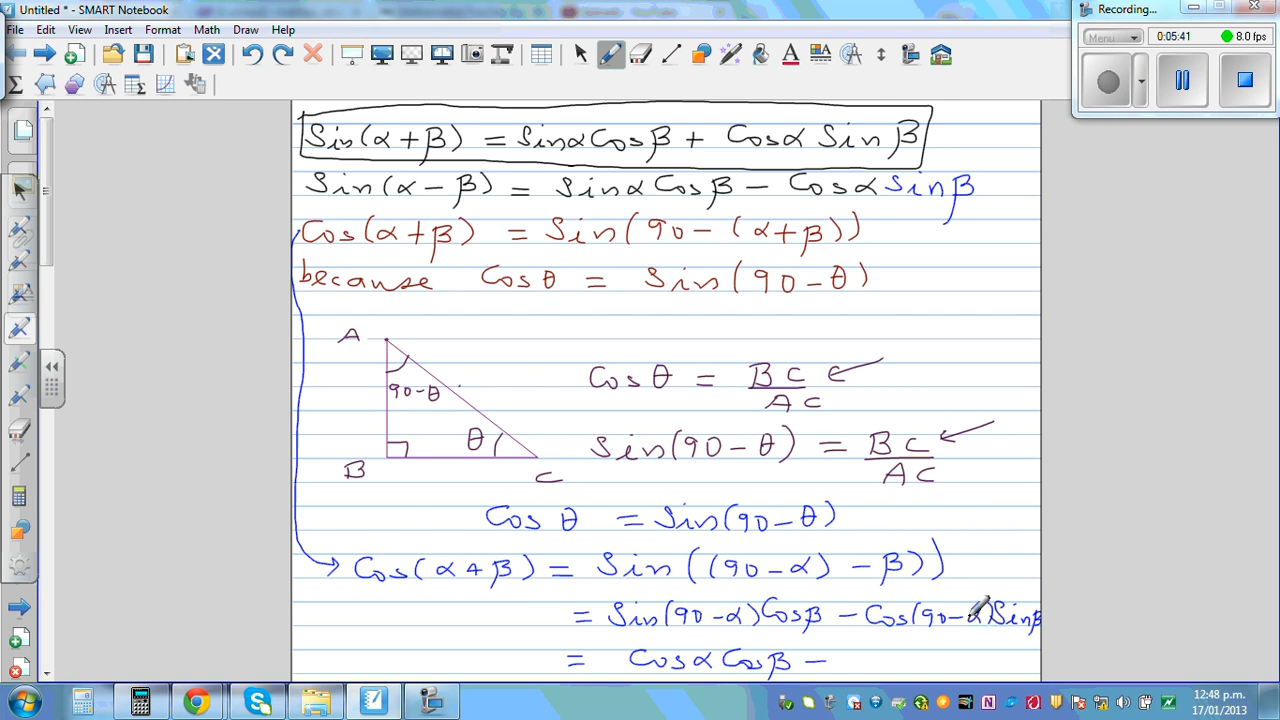 Untitled * - SMART Notebook
Recording...
File Edit View Insert Format Math Draw Help
Menu
0:05:41
8.0 fps
Sin(α+β) = Sinα Cosβ + Cosα Sin β
Sin(α-β) = Sinα Cosβ - Cosα Sinβ
Cos(α+β) = Sin(90-(α+β))
because Cosθ = Sin(90-θ)
A
90-θ
θ
B
C
Cosθ = BC/AC
Sin(90-θ) = BC/AC
Cos θ = Sin(90-θ)
Cos(α+β) = Sin((90-α) -β))
= Sin(90-α)Cosβ - Cos(90-α)Sinβ
= Cosα Cosβ -
12:48 p.m.
17/01/2013